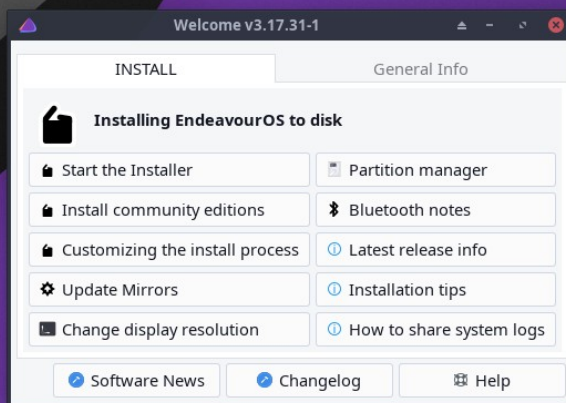 Welcome v3.17.31-1
INSTALL
General Info
Installing EndeavourOS to disk
Start the Installer
Partition manager
Install community editions
Bluetooth notes
Customizing the install process
Latest release info
Update Mirrors
Installation tips
Change display resolution
How to share system logs
Software News
Changelog
Help